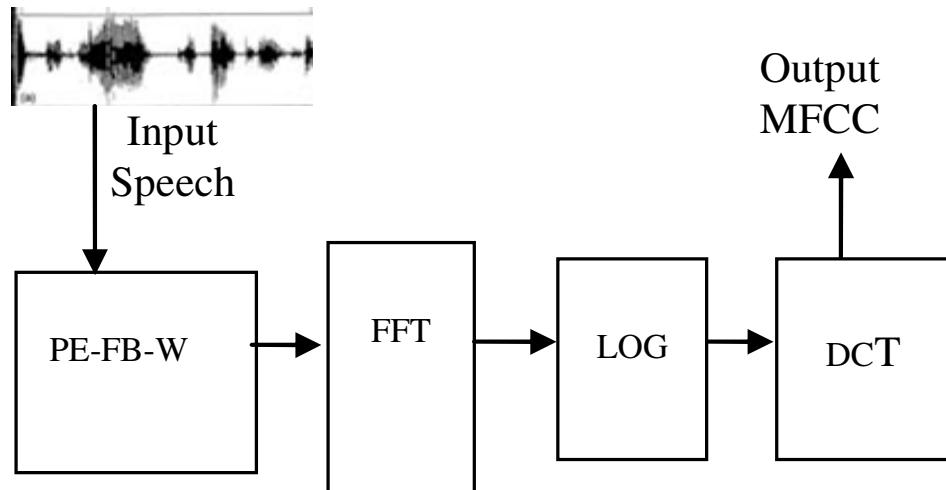 (a)
Input
Speech
Output
MFCC
PE-FB-W
FFT
LOG
DCT